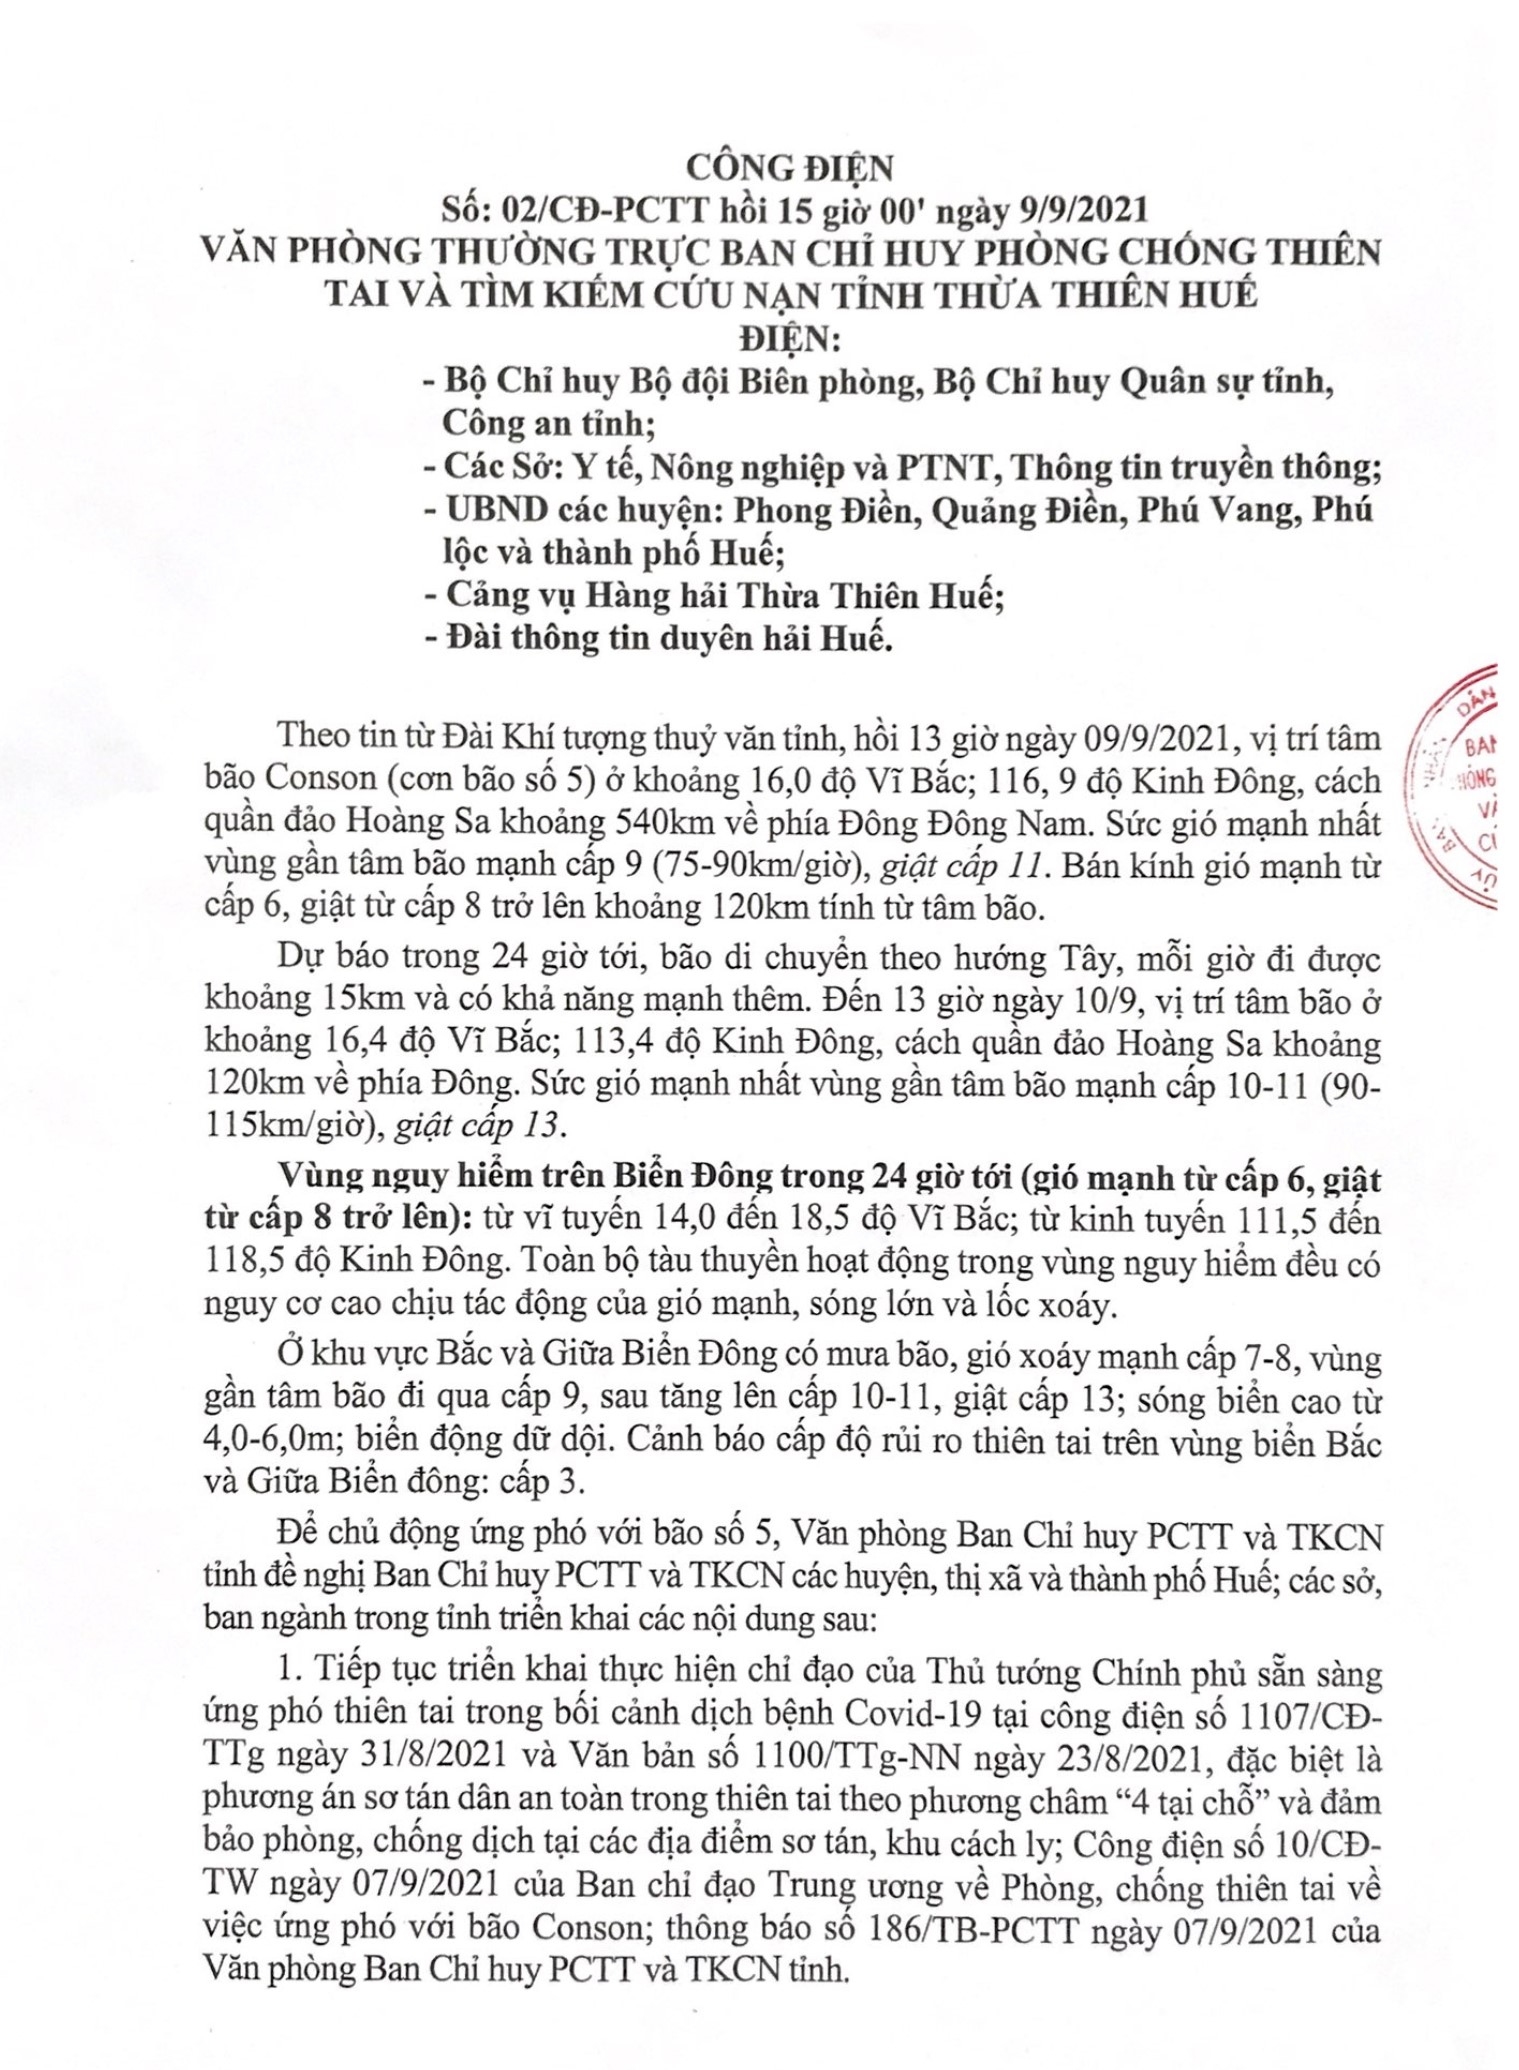 CÔNG ĐIỆN
Số: 02/CĐ-PCTT hồi 15 giờ 00' ngày 9/9/2021
VĂN PHÒNG THƯỜNG TRỰC BAN CHỈ HUY PHÒNG CHỐNG THIÊN
TAI VÀ TÌM KIẾM CỨU NẠN TỈNH THỪA THIÊN HUẾ
ĐIỆN:
- Bộ Chỉ huy Bộ đội Biên phòng, Bộ Chỉ huy Quân sự tỉnh,
Công an tỉnh;
- Các Sở: Y tế, Nông nghiệp và PTNT, Thông tin truyền thông;
- UBND các huyện: Phong Điền, Quảng Điền, Phú Vang, Phú
lộc và thành phố Huế;
- Cảng vụ Hàng hải Thừa Thiên Huế;
- Đài thông tin duyên hải Huế.
Theo tin từ Đài Khí tượng thuỷ văn tỉnh, hồi 13 giờ ngày 09/9/2021, vị trí tâm
bão Conson (cơn bão số 5) ở khoảng 16,0 độ Vĩ Bắc; 116, 9 độ Kinh Đông, cách
quần đảo Hoàng Sa khoảng 540km về phía Đông Đông Nam. Sức gió mạnh nhất
vùng gần tâm bão mạnh cấp 9 (75-90km/giờ), giật cấp 11. Bán kính gió mạnh từ
cấp 6, giật từ cấp 8 trở lên khoảng 120km tính từ tâm bão.
Dự báo trong 24 giờ tới, bão di chuyển theo hướng Tây, mỗi giờ đi được
khoảng 15km và có khả năng mạnh thêm. Đến 13 giờ ngày 10/9, vị trí tâm bão ở
khoảng 16,4 độ Vĩ Bắc; 113,4 độ Kinh Đông, cách quần đảo Hoàng Sa khoảng
120km về phía Đông. Sức gió mạnh nhất vùng gần tâm bão mạnh cấp 10-11 (90-
115km/giờ), giật cấp 13.
Vùng nguy hiểm trên Biển Đông trong 24 giờ tới (gió mạnh từ cấp 6, giật
từ cấp 8 trở lên): từ vĩ tuyến 14,0 đến 18,5 độ Vĩ Bắc; từ kinh tuyến 111,5 đến
118,5 độ Kinh Đông. Toàn bộ tàu thuyền hoạt động trong vùng nguy hiểm đều có
nguy cơ cao chịu tác động của gió mạnh, sóng lớn và lốc xoáy.
Ở khu vực Bắc và Giữa Biển Đông có mưa bão, gió xoáy mạnh cấp 7-8, vùng
gần tâm bão đi qua cấp 9, sau tăng lên cấp 10-11, giật cấp 13; sóng biển cao từ
4,0-6,0m; biển động dữ dội. Cảnh báo cấp độ rủi ro thiên tai trên vùng biển Bắc
và Giữa Biển đông: cấp 3.
Để chủ động ứng phó với bão số 5, Văn phòng Ban Chỉ huy PCTT và TKCN
tỉnh đề nghị Ban Chỉ huy PCTT và TKCN các huyện, thị xã và thành phố Huế; các sở,
ban ngành trong tỉnh triển khai các nội dung sau:
1. Tiếp tục triển khai thực hiện chỉ đạo của Thủ tướng Chính phủ sẵn sàng
ứng phó thiên tai trong bối cảnh dịch bệnh Covid-19 tại công điện số 1107/CĐ-
TTg ngày 31/8/2021 và Văn bản số 1100/TTg-NN ngày 23/8/2021, đặc biệt là
phương án sơ tán dân an toàn trong thiên tai theo phương châm “4 tại chỗ” và đảm
bảo phòng, chống dịch tại các địa điểm sơ tán, khu cách ly; Công điện số 10/CĐ-
TW ngày 07/9/2021 của Ban chỉ đạo Trung ương về Phòng, chống thiên tai về
việc ứng phó với bão Conson; thông báo số 186/TB-PCTT ngày 07/9/2021 của
Văn phòng Ban Chỉ huy PCTT và TKCN tỉnh.